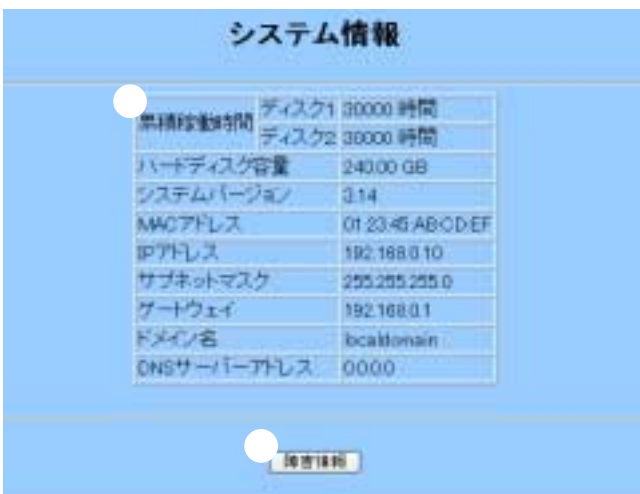 システム情報
累積稼働時間 ディスク1 30000 時間
ディスク2 30000 時間
ハードディスク容量 240.00 GB
システムバージョン 3.14
MACアドレス 01:23:45:AB:CD:EF
IPアドレス 192.168.0.10
サブネットマスク 255.255.255.0
ゲートウェイ 192.168.0.1
ドメイン名 localdomain
DNSサーバーアドレス 0.0.0.0
障害情報